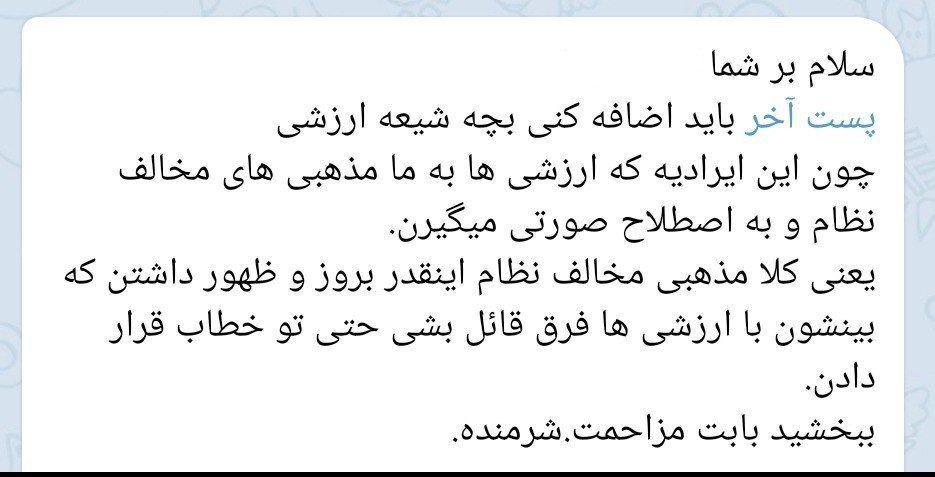 سلام بر شما
پست آخر باید اضافه کنی بچه شیعه ارزشی
چون این ایرادیه که ارزشی ها به ما مذهبی های مخالف
نظام و به اصطلاح صورتی میگیرن.
یعنی کلا مذهبی مخالف نظام اینقدر بروز و ظهور داشتن که
بینشون با ارزشی ها فرق قائل بشی حتی تو خطاب قرار
دادن.
ببخشید بابت مزاحمت.شرمنده.